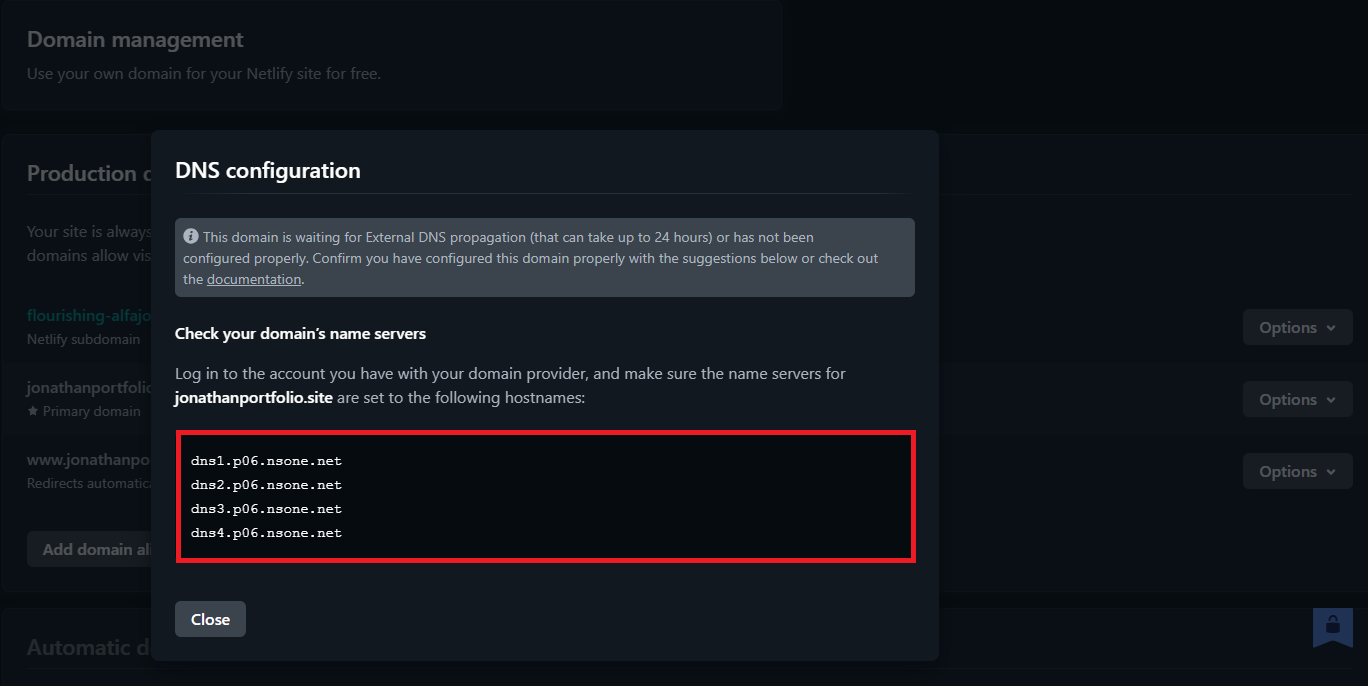 Domain management
Use your own domain for your Netlify site for free.
Production d
Your site is always
domains allow vis
flourishing-alfajo
Netlify subdomain
Options
jonathanportfolio
Primary domain
Options
www.jonathanpo
Redirects automatica
Options
Add domain ali
Automatic d
DNS configuration
This domain is waiting for External DNS propagation (that can take up to 24 hours) or has not been
configured properly. Confirm you have configured this domain properly with the suggestions below or check out
the documentation.
Check your domain’s name servers
Log in to the account you have with your domain provider, and make sure the name servers for
jonathanportfolio.site are set to the following hostnames:
dns1.p06.nsone.net
dns2.p06.nsone.net
dns3.p06.nsone.net
dns4.p06.nsone.net
Close